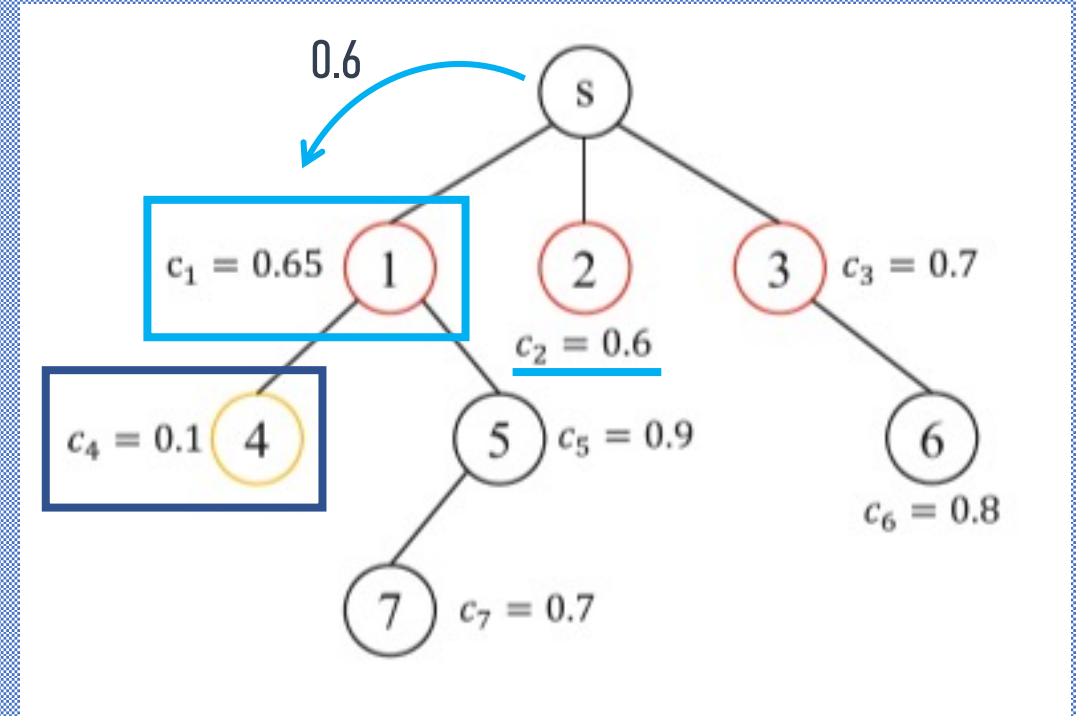 0.6
s
c₁ = 0.65
1
2
3
c₃ = 0.7
c₂ = 0.6
c₄ = 0.1
4
5
c₅ = 0.9
6
c₆ = 0.8
7
c₇ = 0.7